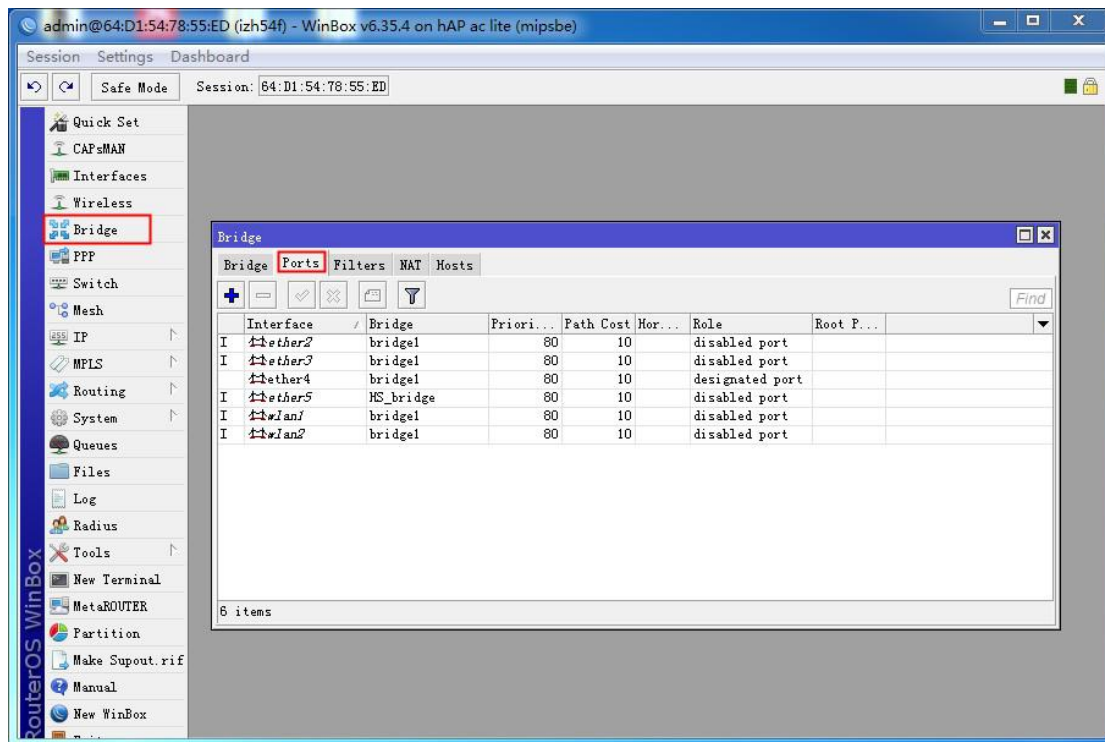 admin@64:D1:54:78:55:ED (izh54f) - WinBox v6.35.4 on hAP ac lite (mipsbe)
Session Settings Dashboard
Safe Mode Session: 64:D1:54:78:55:ED
Quick Set
CAPsMAN
Interfaces
Wireless
Bridge
PPP
Switch
Mesh
IP
MPLS
Routing
System
Queues
Files
Log
Radius
Tools
New Terminal
MetaROUTER
Partition
Make Supout.rif
Manual
New WinBox
RouterOS WinBox
Bridge
Bridge Ports Filters NAT Hosts
Find
Interface Bridge Priori... Path Cost Hor... Role Root P...
I ether2 bridge1 80 10 disabled port
I ether3 bridge1 80 10 disabled port
ether4 bridge1 80 10 designated port
I ether5 HS_bridge 80 10 disabled port
I wlan1 bridge1 80 10 disabled port
I wlan2 bridge1 80 10 disabled port
6 items